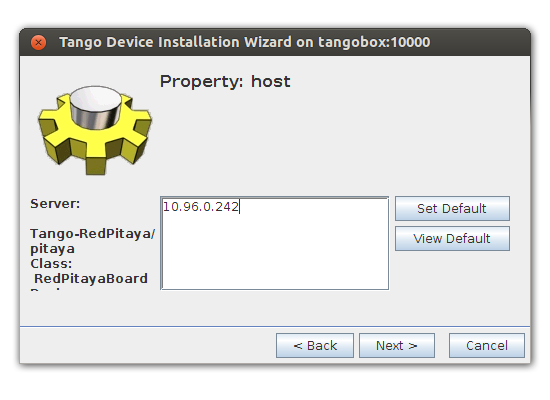 Tango Device Installation Wizard on tangobox:10000
Property: host
Server:
Tango-RedPitaya/
pitaya
Class:
RedPitayaBoard
10.96.0.242
Set Default
View Default
< Back
Next >
Cancel